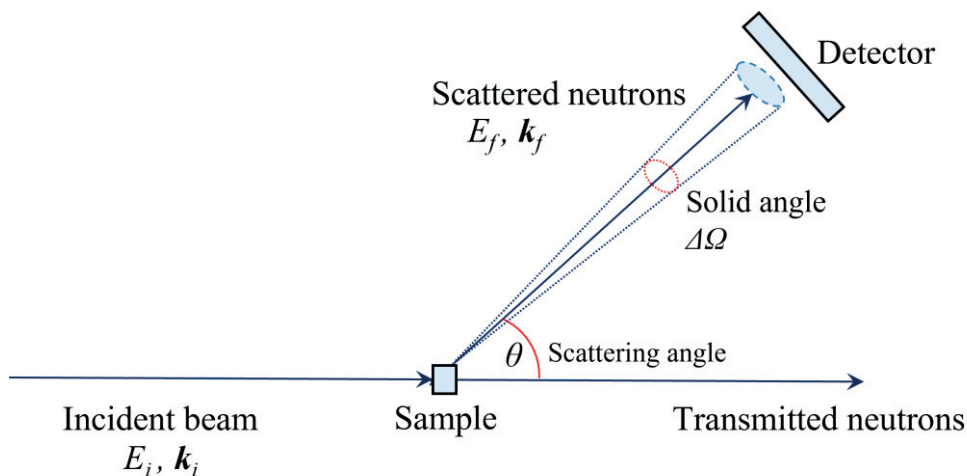 Detector
Scattered neutrons
E_f, k_f
Solid angle
ΔΩ
θ
Scattering angle
Incident beam
E_i, k_i
Sample
Transmitted neutrons